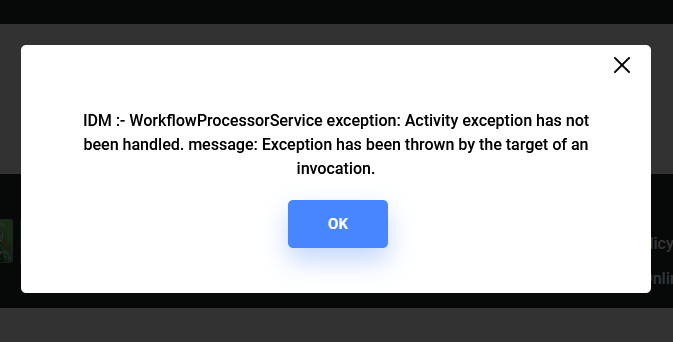 IDM :- WorkflowProcessorService exception: Activity exception has not
been handled. message: Exception has been thrown by the target of an
invocation.
OK